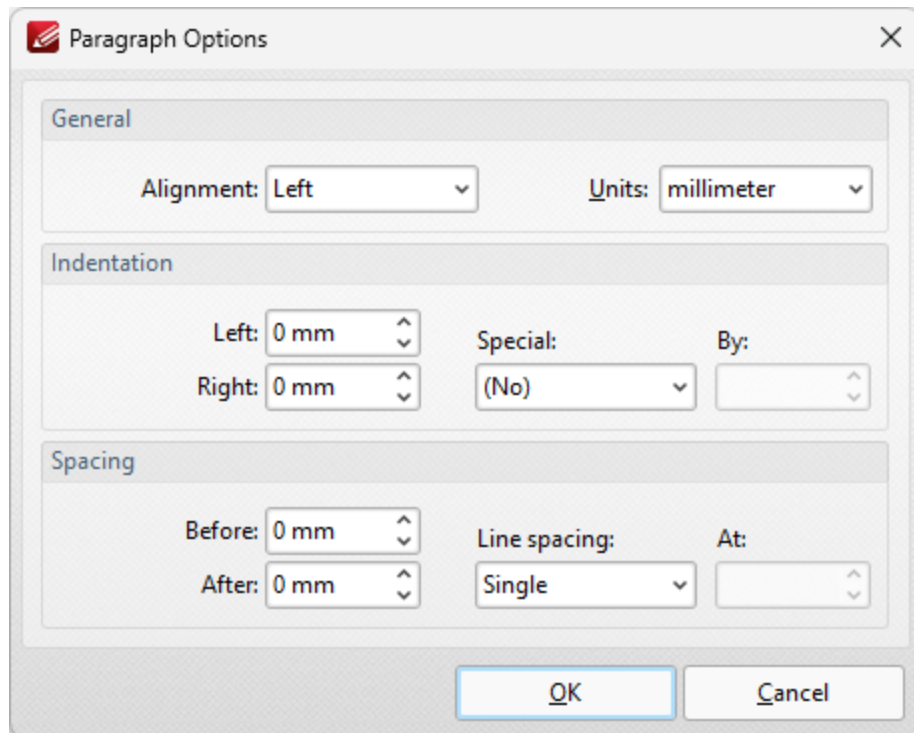 Paragraph Options
General
Alignment: Left Units: millimeter
Indentation
Left: 0 mm Special: By:
Right: 0 mm (No)
Spacing
Before: 0 mm Line spacing: At:
After: 0 mm Single
OK Cancel